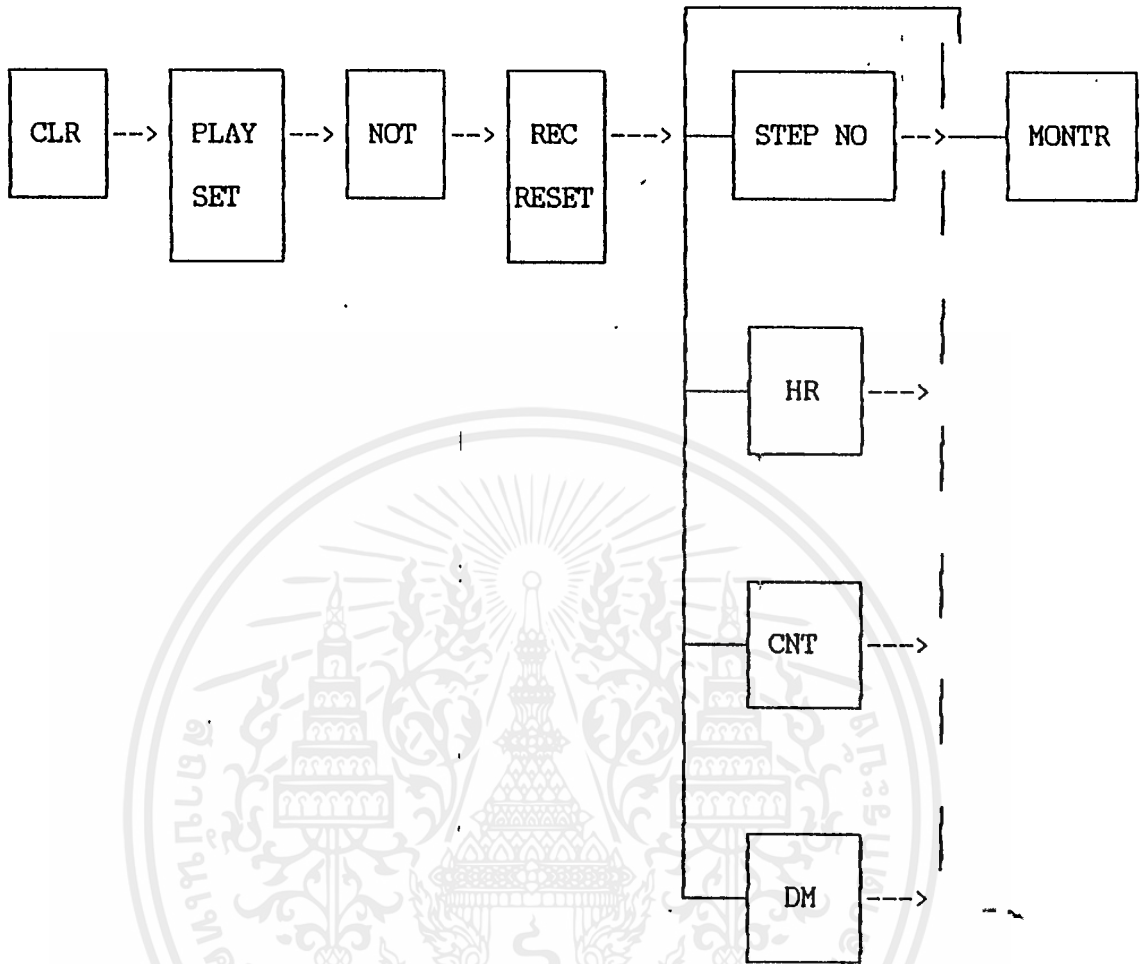 CLR
--->
PLAY
SET
--->
NOT
--->
REC
RESET
---->
STEP NO
--->
MONTR
HR
---->
CNT
---->
DM
---->